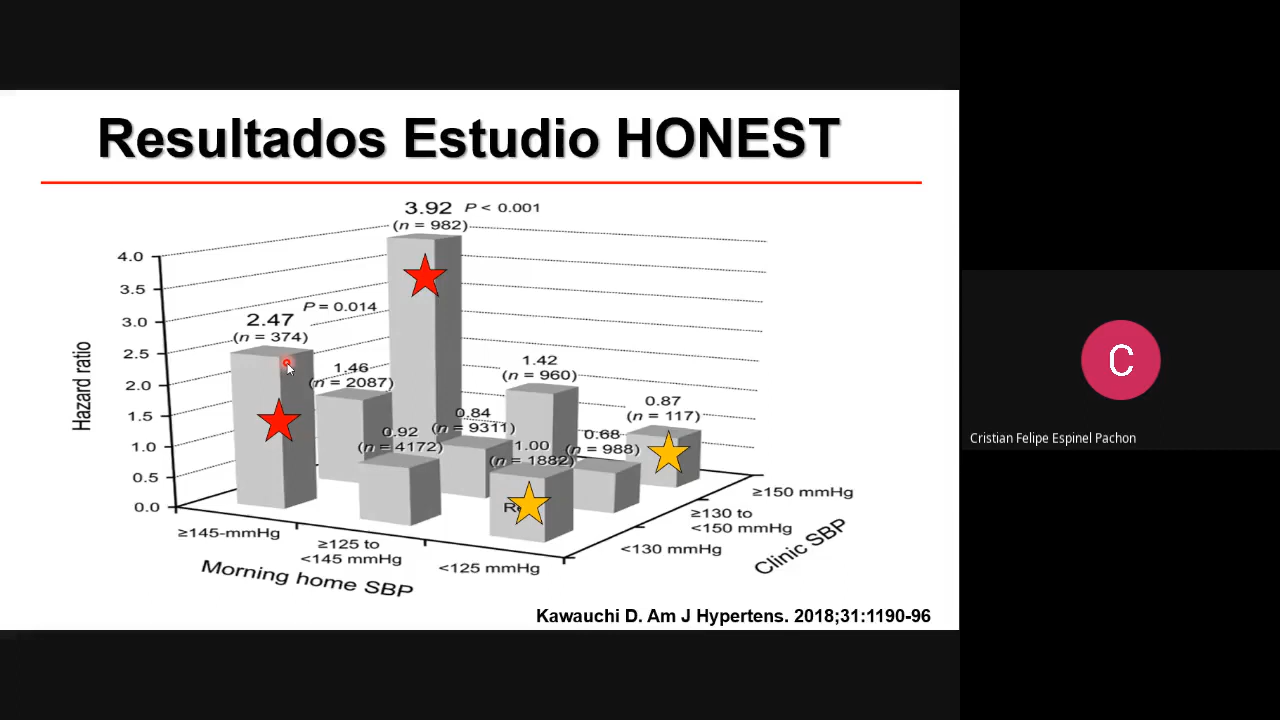 Resultados Estudio HONEST
3.92 P < 0.001
(n = 982)
4.0
3.5
3.0
2.5
2.0
1.5
1.0
0.5
0.0
Hazard ratio
P = 0.014
2.47
(n = 374)
1.46
(n = 2087)
1.42
(n = 960)
0.87
(n = 117)
0.84
(n = 9311)
0.92
(n = 4172)
0.68
(n = 988)
1.00
(n = 1882)
≥145-mmHg
≥125 to
<145 mmHg
<125 mmHg
Morning home SBP
<130 mmHg
≥130 to
<150 mmHg
≥150 mmHg
Clinic SBP
Kawauchi D. Am J Hypertens. 2018;31:1190-96
C
Cristian Felipe Espinel Pachon